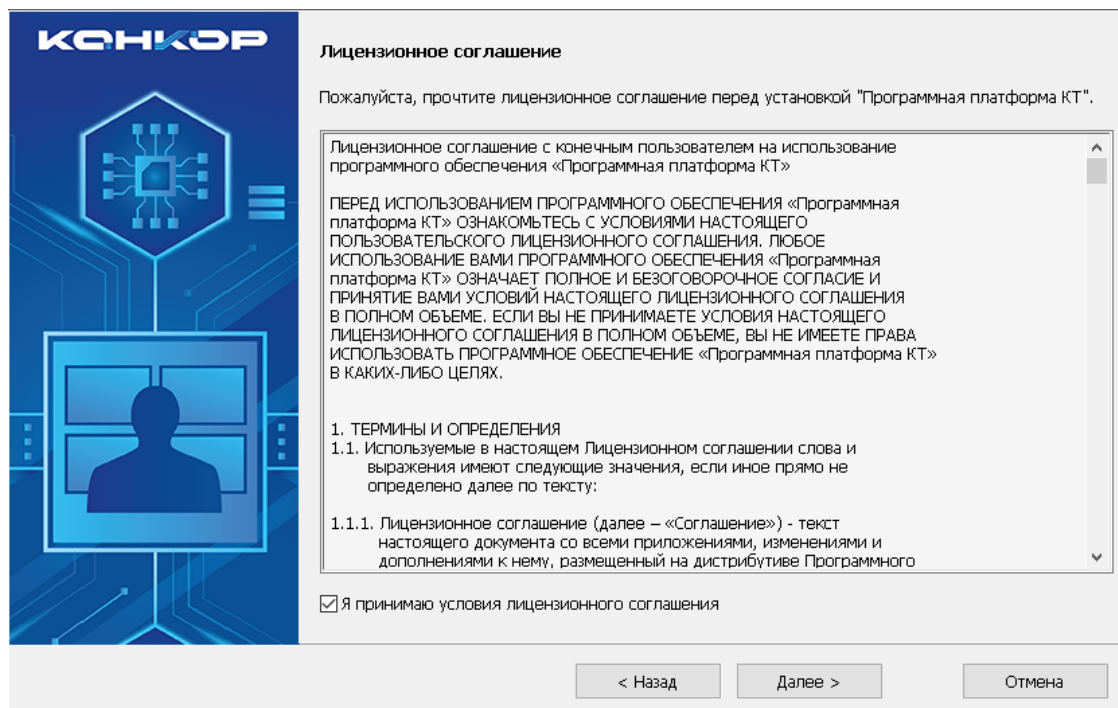 КАНКОР
Лицензионное соглашение
Пожалуйста, прочтите лицензионное соглашение перед установкой "Программная платформа КТ".
Лицензионное соглашение с конечным пользователем на использование
программного обеспечения «Программная платформа КТ»
ПЕРЕД ИСПОЛЬЗОВАНИЕМ ПРОГРАММНОГО ОБЕСПЕЧЕНИЯ «Программная
платформа КТ» ОЗНАКОМЬТЕСЬ С УСЛОВИЯМИ НАСТОЯЩЕГО
ПОЛЬЗОВАТЕЛЬСКОГО ЛИЦЕНЗИОННОГО СОГЛАШЕНИЯ. ЛЮБОЕ
ИСПОЛЬЗОВАНИЕ ВАМИ ПРОГРАММНОГО ОБЕСПЕЧЕНИЯ «Программная
платформа КТ» ОЗНАЧАЕТ ПОЛНОЕ И БЕЗОГОВОРОЧНОЕ СОГЛАСИЕ И
ПРИНЯТИЕ ВАМИ УСЛОВИЙ НАСТОЯЩЕГО ЛИЦЕНЗИОННОГО СОГЛАШЕНИЯ
В ПОЛНОМ ОБЪЕМЕ. ЕСЛИ ВЫ НЕ ПРИНИМАЕТЕ УСЛОВИЯ НАСТОЯЩЕГО
ЛИЦЕНЗИОННОГО СОГЛАШЕНИЯ В ПОЛНОМ ОБЪЕМЕ, ВЫ НЕ ИМЕЕТЕ ПРАВА
ИСПОЛЬЗОВАТЬ ПРОГРАММНОЕ ОБЕСПЕЧЕНИЕ «Программная платформа КТ»
В КАКИХ-ЛИБО ЦЕЛЯХ.
1. ТЕРМИНЫ И ОПРЕДЕЛЕНИЯ
1.1. Используемые в настоящем Лицензионном соглашении слова и
выражения имеют следующие значения, если иное прямо не
определено далее по тексту:
1.1.1. Лицензионное соглашение (далее – «Соглашение») - текст
настоящего документа со всеми приложениями, изменениями и
дополнениями к нему, размещенный на дистрибутиве Программного
Я принимаю условия лицензионного соглашения
< Назад
Далее >
Отмена